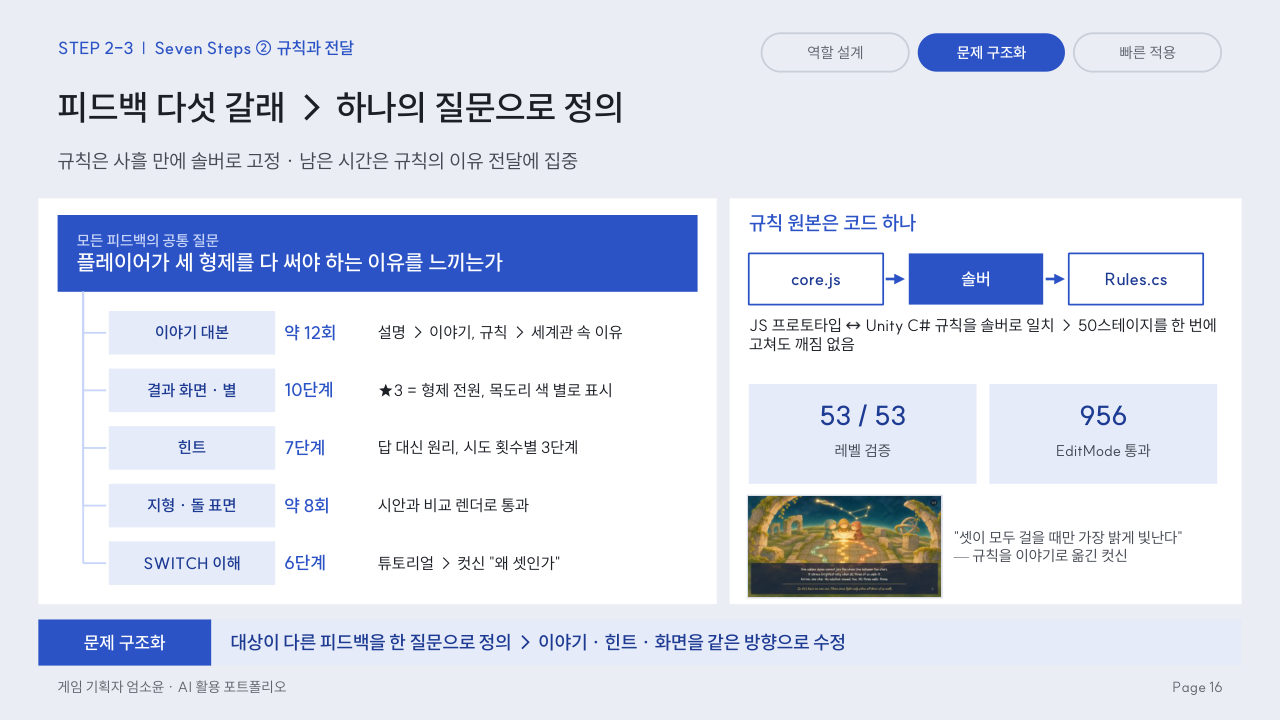 STEP 2-3 | Seven Steps ② 규칙과 전달
역할 설계
문제 구조화
빠른 적용
피드백 다섯 갈래 > 하나의 질문으로 정의
규칙은 사흘 만에 솔버로 고정 · 남은 시간은 규칙의 이유 전달에 집중
모든 피드백의 공통 질문
플레이어가 세 형제를 다 써야 하는 이유를 느끼는가
이야기 대본 약 12회 설명 > 이야기, 규칙 > 세계관 속 이유
결과 화면 · 별 10단계 ★3 = 형제 전원, 목도리 색 별로 표시
힌트 7단계 답 대신 원리, 시도 횟수별 3단계
지형 · 돌 표면 약 8회 시안과 비교 렌더로 통과
SWITCH 이해 6단계 튜토리얼 > 컷신 "왜 셋인가"
규칙 원본은 코드 하나
core.js → 솔버 → Rules.cs
JS 프로토타입 ↔ Unity C# 규칙을 솔버로 일치 > 50스테이지를 한 번에
고쳐도 깨짐 없음
53 / 53
레벨 검증
956
EditMode 통과
"셋이 모두 걸을 때만 가장 밝게 빛난다"
— 규칙을 이야기로 옮긴 컷신
문제 구조화
대상이 다른 피드백을 한 질문으로 정의 > 이야기 · 힌트 · 화면을 같은 방향으로 수정
게임 기획자 엄소윤 · AI 활용 포트폴리오
Page 16